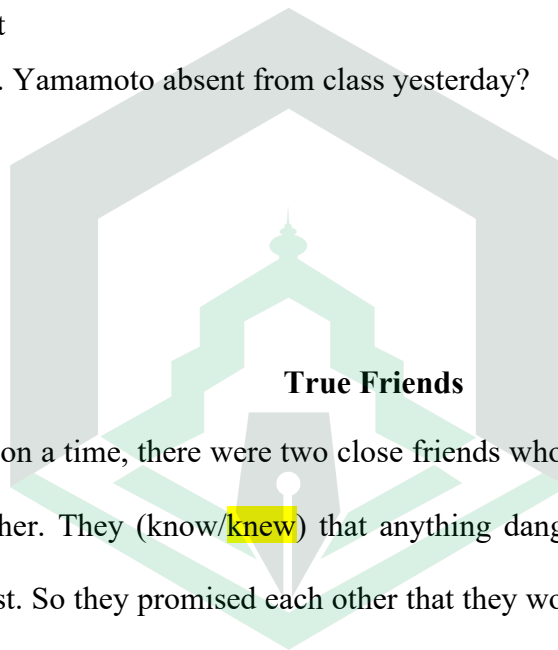 t
. Yamamoto absent from class yesterday?
True Friends
on a time, there were two close friends who
her. They (know/knew) that anything dang
st. So they promised each other that they wo